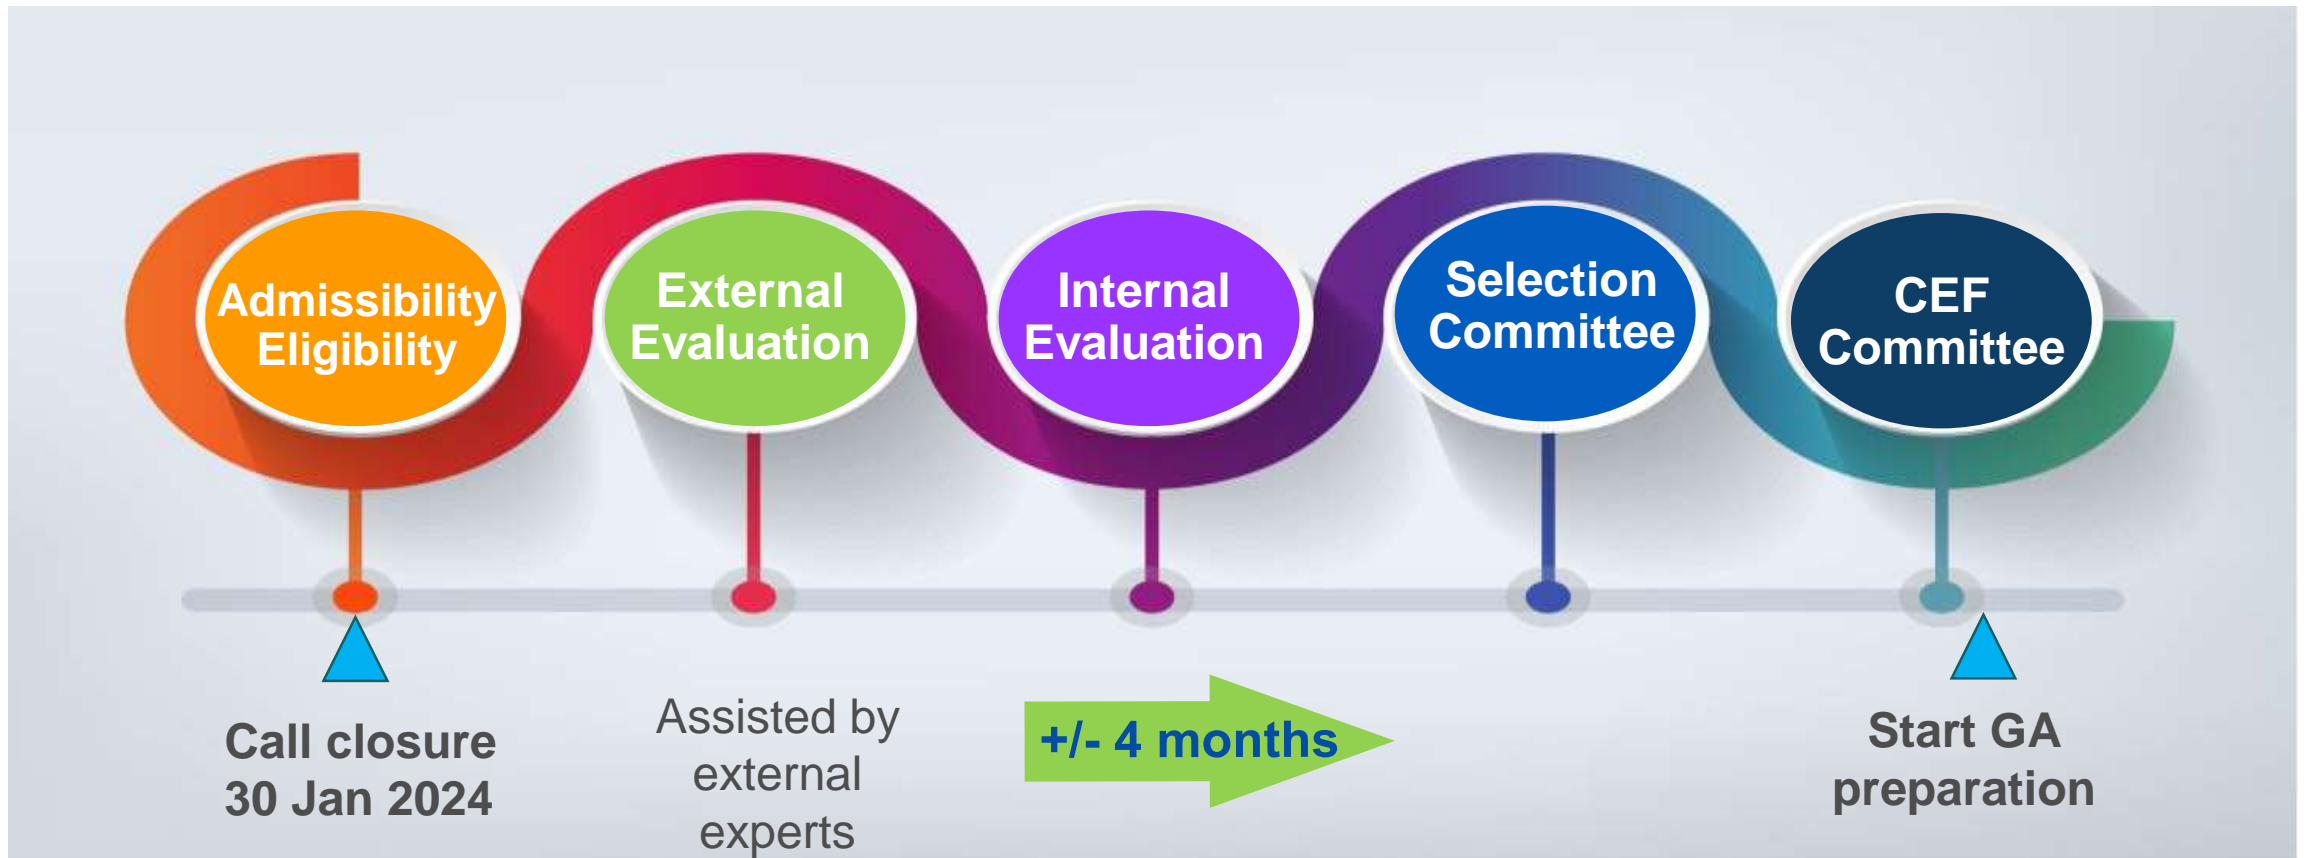 Admissibility
Eligibility
External
Evaluation
Internal
Evaluation
Selection
Committee
CEF
Committee
Call closure
30 Jan 2024
Assisted by
external
experts
+/- 4 months
Start GA
preparation